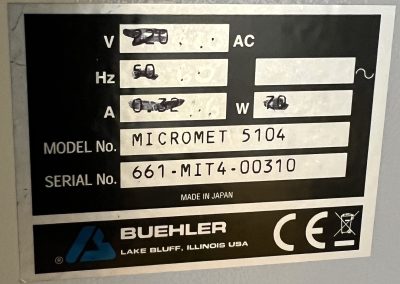 V 220... AC
Hz 50
A 0.32... W 70
MODEL No. MICROMET 5104
SERIAL No. 661-MIT4-00310
MADE IN JAPAN
BUEHLER
LAKE BLUFF, ILLINOIS USA
® CE